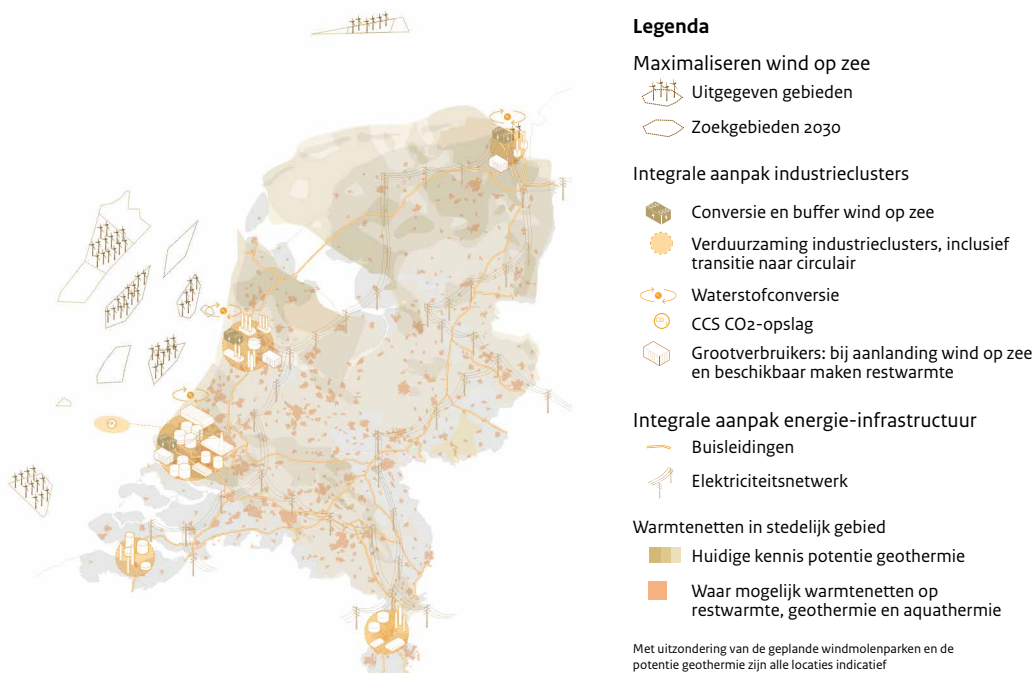 Legenda
Maximaliseren wind op zee
Uitgegeven gebieden
Zoekgebieden 2030
Integrale aanpak industrieclusters
Conversie en buffer wind op zee
Verduurzaming industrieclusters, inclusief
transitie naar circulair
Waterstofconversie
CCS CO2-opslag
Grootverbruikers: bij aanlanding wind op zee
en beschikbaar maken restwarmte
Integrale aanpak energie-infrastructuur
Buisleidingen
Elektriciteitsnetwerk
Warmtenetten in stedelijk gebied
Huidige kennis potentie geothermie
Waar mogelijk warmtenetten op
restwarmte, geothermie en aquathermie
Met uitzondering van de geplande windmolenparken en de
potentie geothermie zijn alle locaties indicatief